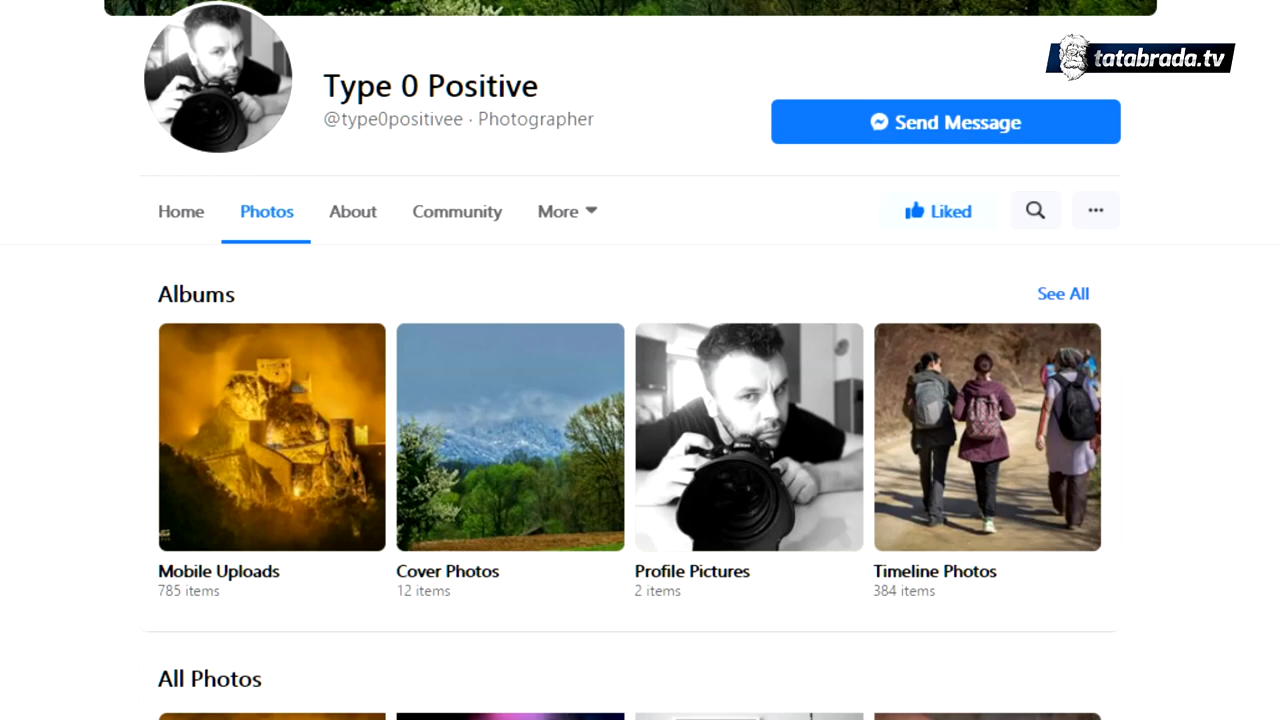 tatabrada.tv
Type 0 Positive
@type0positivee · Photographer
Send Message
Home Photos About Community More
Liked
Albums
See All
Mobile Uploads
785 items
Cover Photos
12 items
Profile Pictures
2 items
Timeline Photos
384 items
All Photos